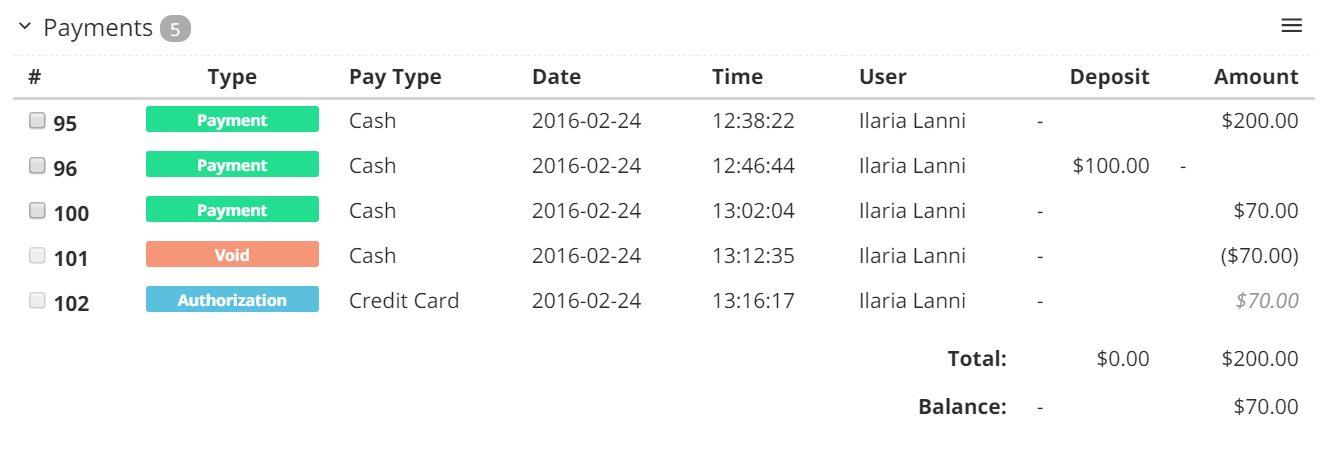 Payments 5
# Type Pay Type Date Time User Deposit Amount
95 Payment Cash 2016-02-24 12:38:22 Ilaria Lanni - $200.00
96 Payment Cash 2016-02-24 12:46:44 Ilaria Lanni $100.00 -
100 Payment Cash 2016-02-24 13:02:04 Ilaria Lanni - $70.00
101 Void Cash 2016-02-24 13:12:35 Ilaria Lanni - ($70.00)
102 Authorization Credit Card 2016-02-24 13:16:17 Ilaria Lanni - $70.00
Total: $0.00 $200.00
Balance: - $70.00